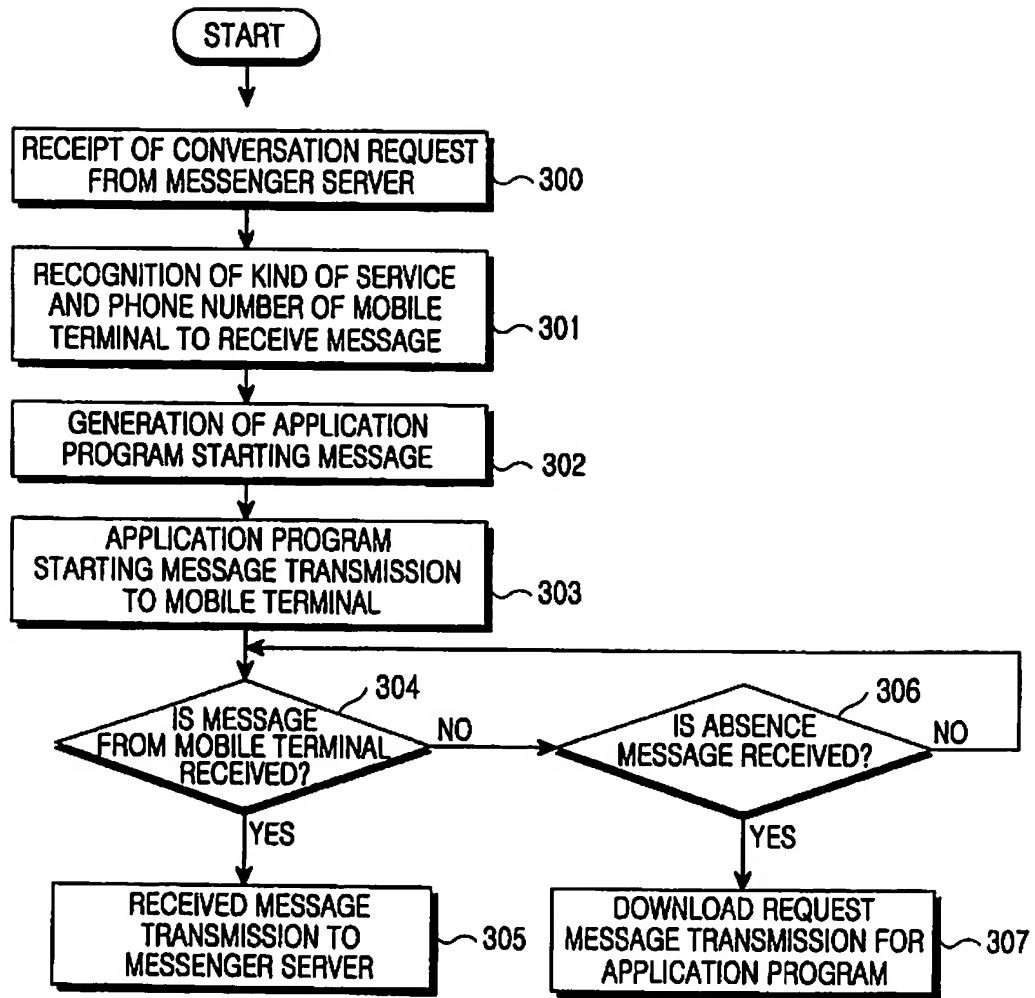 START
RECEIPT OF CONVERSATION REQUEST
FROM MESSENGER SERVER
300
RECOGNITION OF KIND OF SERVICE
AND PHONE NUMBER OF MOBILE
TERMINAL TO RECEIVE MESSAGE
301
GENERATION OF APPLICATION
PROGRAM STARTING MESSAGE
302
APPLICATION PROGRAM
STARTING MESSAGE TRANSMISSION
TO MOBILE TERMINAL
303
304
IS MESSAGE
FROM MOBILE TERMINAL
RECEIVED?
NO
306
IS ABSENCE
MESSAGE RECEIVED?
NO
YES
YES
RECEIVED MESSAGE
TRANSMISSION TO
MESSENGER SERVER
305
DOWNLOAD REQUEST
MESSAGE TRANSMISSION FOR
APPLICATION PROGRAM
307